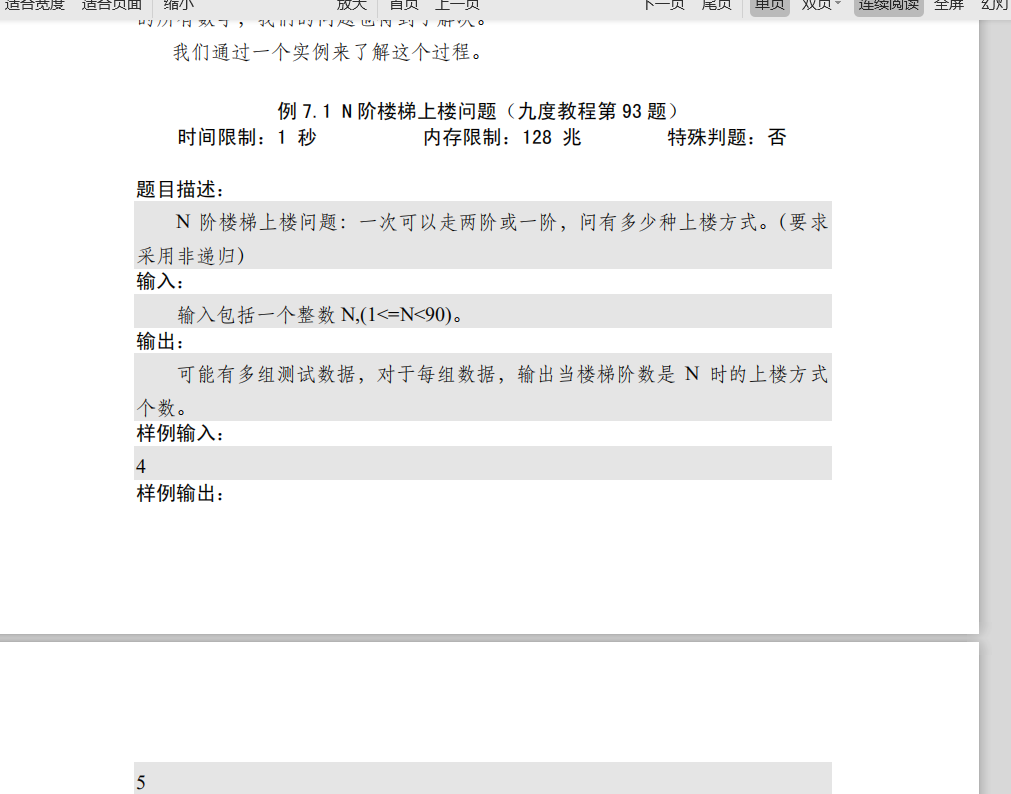 适合宽度 适合页面 缩小 放大 首页 上一页 下一页 尾页 单页 双页 连续阅读 全屏 幻灯
的所有数字，我们的问题也得到了解决。
我们通过一个实例来了解这个过程。
例 7.1 N 阶楼梯上楼问题（九度教程第 93 题）
时间限制：1 秒 内存限制：128 兆 特殊判题：否
题目描述：
N 阶楼梯上楼问题：一次可以走两阶或一阶，问有多少种上楼方式。(要求
采用非递归)
输入：
输入包括一个整数 N,(1<=N<90)。
输出：
可能有多组测试数据，对于每组数据，输出当楼梯阶数是 N 时的上楼方式
个数。
样例输入：
4
样例输出：
5